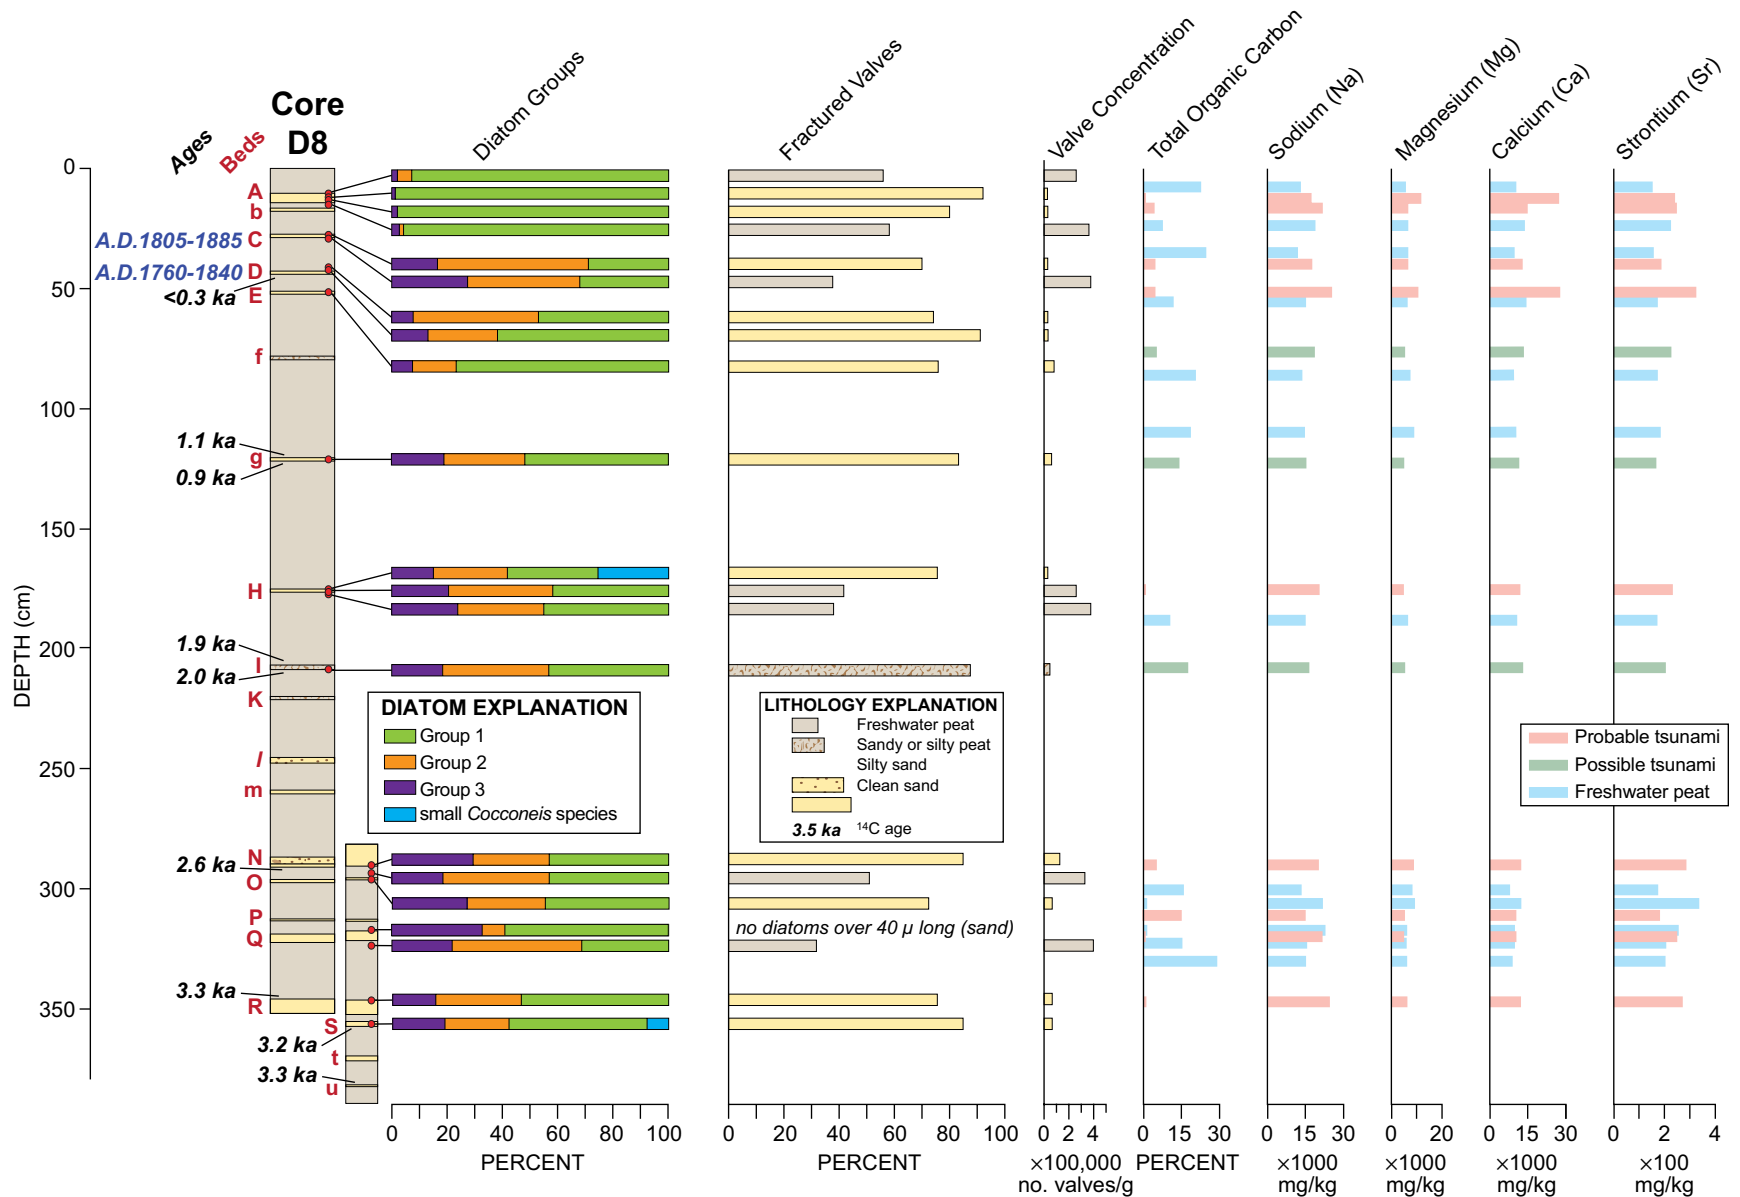 Core
D8
Ages
Beds
Diatom Groups
Fractured Valves
Valve Concentration
Total Organic Carbon
Sodium (Na)
Magnesium (Mg)
Calcium (Ca)
Strontium (Sr)
DEPTH (cm)
0
50
100
150
200
250
300
350
A
b
A.D.1805-1885 C
A.D.1760-1840 D
<0.3 ka E
f
1.1 ka
g
0.9 ka
H
1.9 ka
I
2.0 ka
K
l
m
N
2.6 ka
O
P
Q
3.3 ka
R
S
3.2 ka
t
3.3 ka
u
DIATOM EXPLANATION
Group 1
Group 2
Group 3
small Cocconeis species
LITHOLOGY EXPLANATION
Freshwater peat
Sandy or silty peat
Silty sand
Clean sand
3.5 ka 14C age
Probable tsunami
Possible tsunami
Freshwater peat
no diatoms over 40 µ long (sand)
0 20 40 60 80 100
PERCENT
0 20 40 60 80 100
PERCENT
0 2 4
×100,000
no. valves/g
0 15 30
PERCENT
0 15 30
×1000
mg/kg
0 20
×1000
mg/kg
0 15 30
×1000
mg/kg
0 2 4
×100
mg/kg